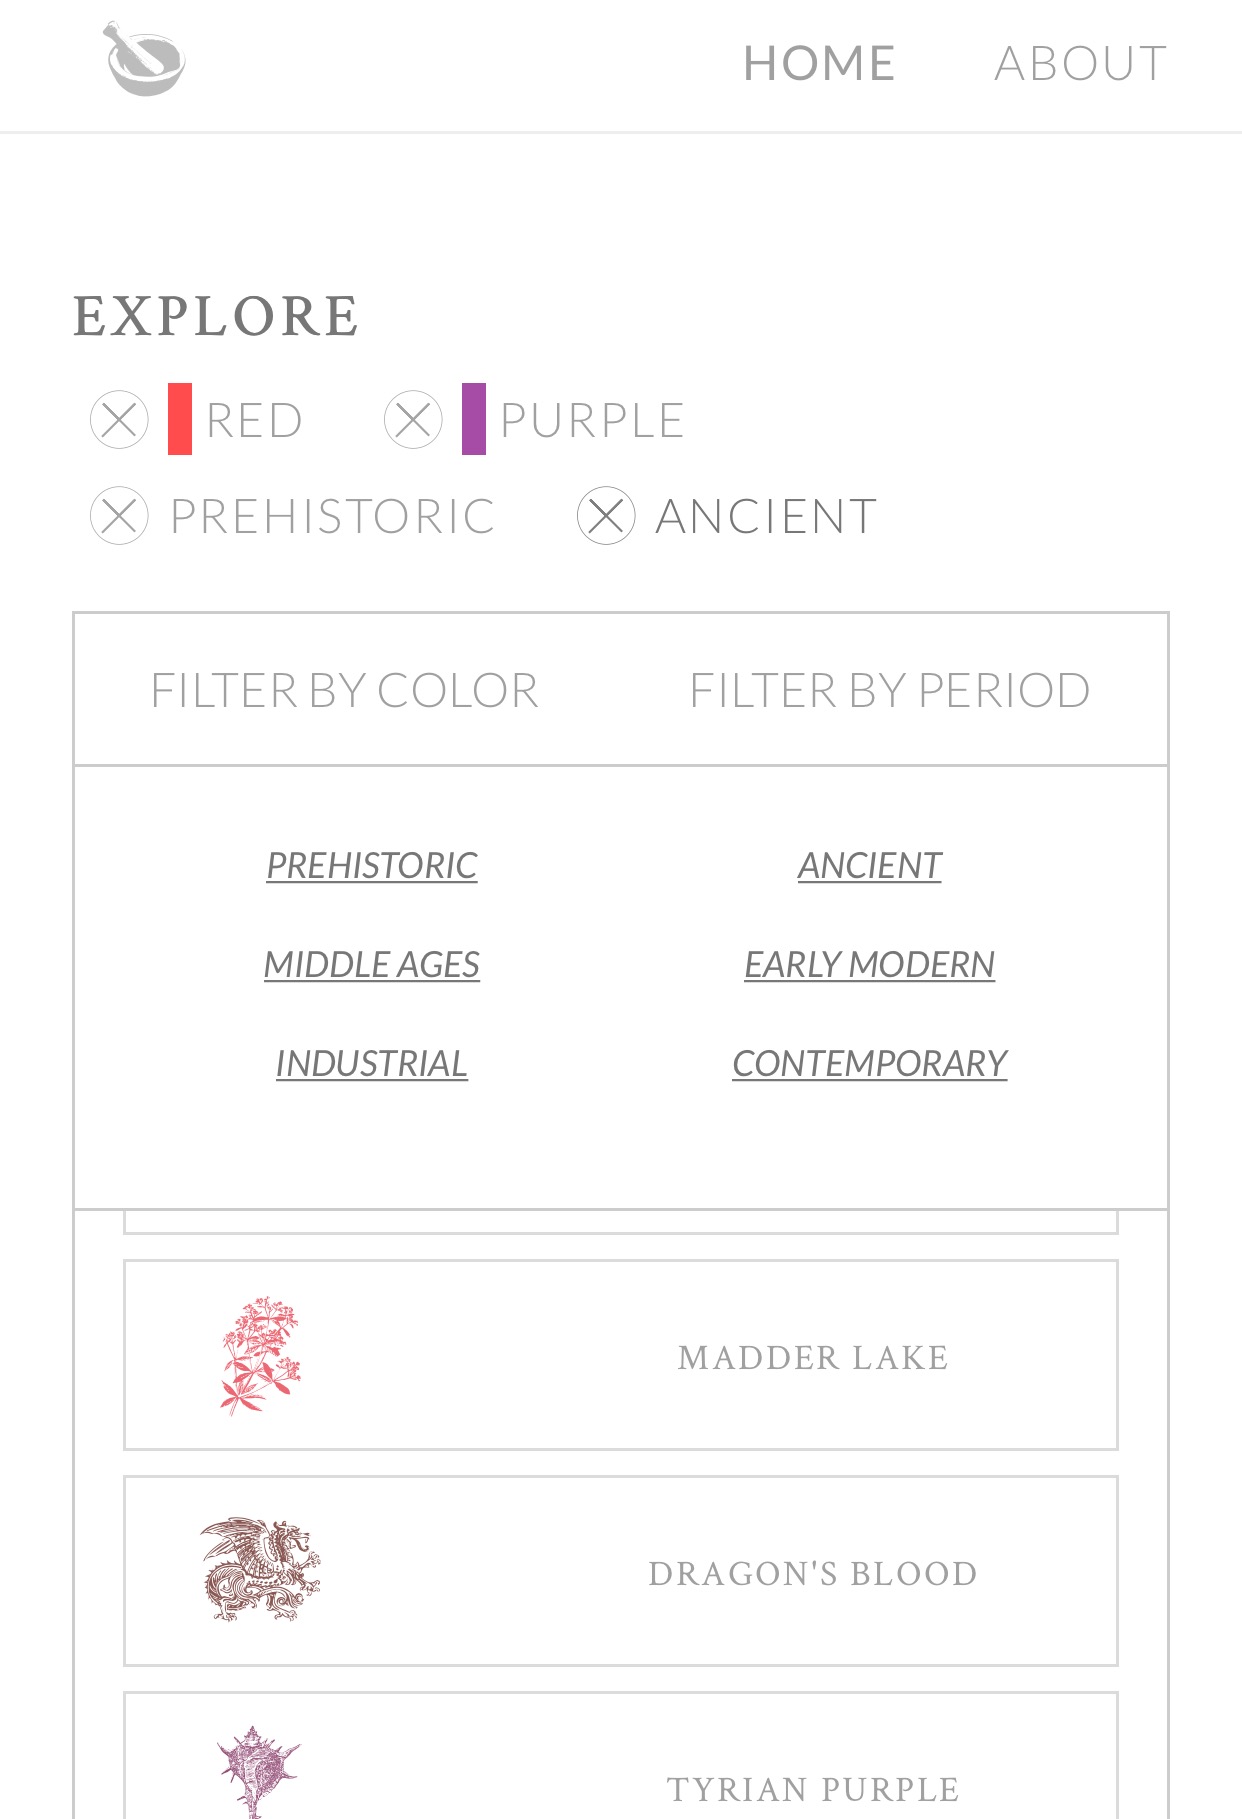 HOME ABOUT
EXPLORE
RED PURPLE
PREHISTORIC ANCIENT
FILTER BY COLOR FILTER BY PERIOD
PREHISTORIC ANCIENT
MIDDLE AGES EARLY MODERN
INDUSTRIAL CONTEMPORARY
MADDER LAKE
DRAGON'S BLOOD
TYRIAN PURPLE